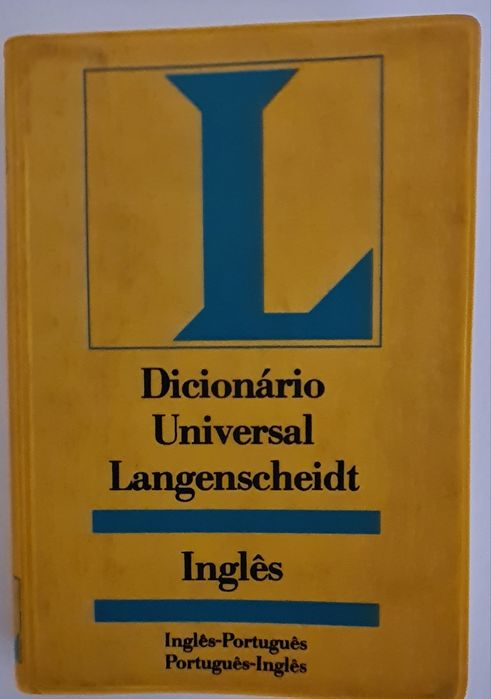 L
Dicionário
Universal
Langenscheidt
Inglês
Inglês-Português
Português-Inglês